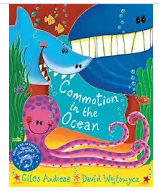 Commotion
in the
Ocean
Giles Andreae
David Wojtowycz